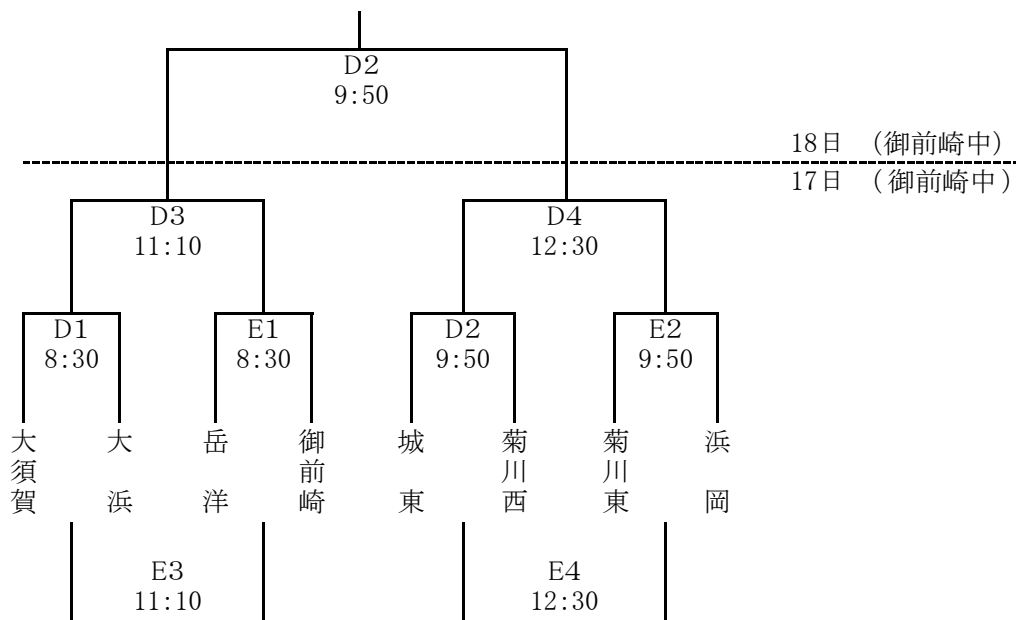 D2
9:50
18日 (御前崎中)
17日 (御前崎中)
D3
11:10
D4
12:30
D1
8:30
E1
8:30
D2
9:50
E2
9:50
大須賀
大浜
岳洋
御前崎
城東
菊川西
菊川東
浜岡
E3
11:10
E4
12:30